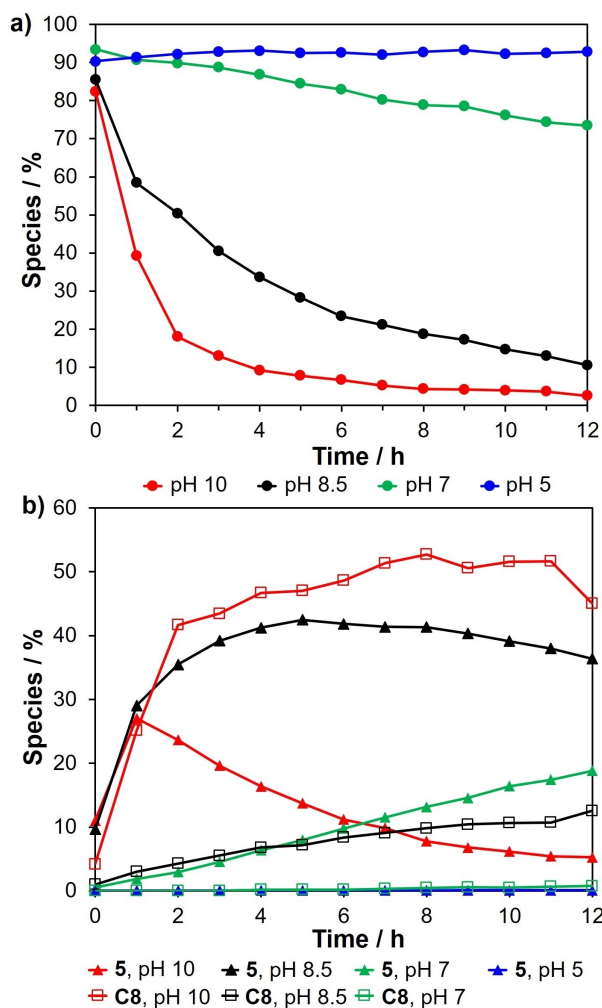 a)
100
90
80
70
60
50
40
30
20
10
0
Species / %
0 2 4 6 8 10 12
Time / h
pH 10 pH 8.5 pH 7 pH 5
b)
60
50
40
30
20
10
0
Species / %
0 2 4 6 8 10 12
Time / h
5, pH 10 5, pH 8.5 5, pH 7 5, pH 5
C8, pH 10 C8, pH 8.5 C8, pH 7